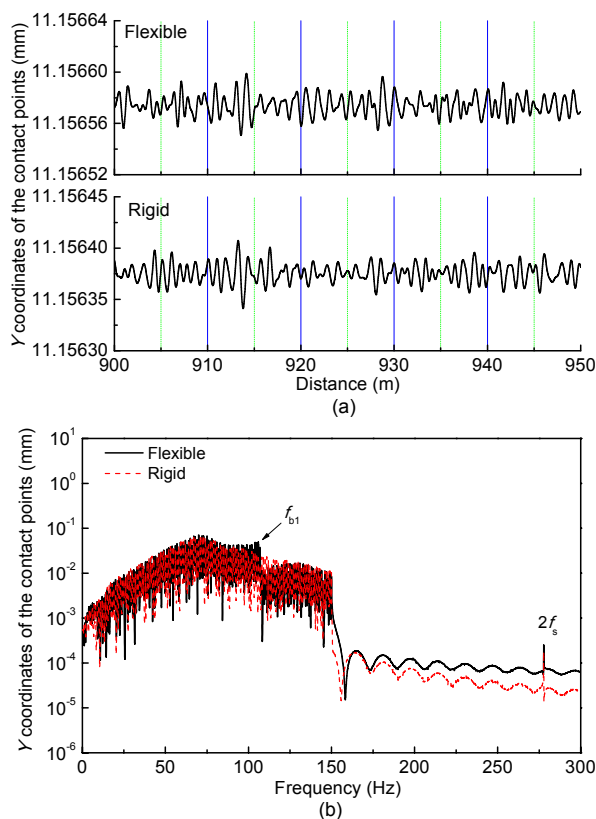 Flexible
11.15664
11.15660
11.15656
11.15652
Rigid
11.15645
11.15640
11.15635
11.15630
Y coordinates of the contact points (mm)
900 910 920 930 940 950
Distance (m)
(a)
Y coordinates of the contact points (mm)
10^1
10^0
10^-1
10^-2
10^-3
10^-4
10^-5
10^-6
Flexible
Rigid
f_b1
2f_s
0 50 100 150 200 250 300
Frequency (Hz)
(b)